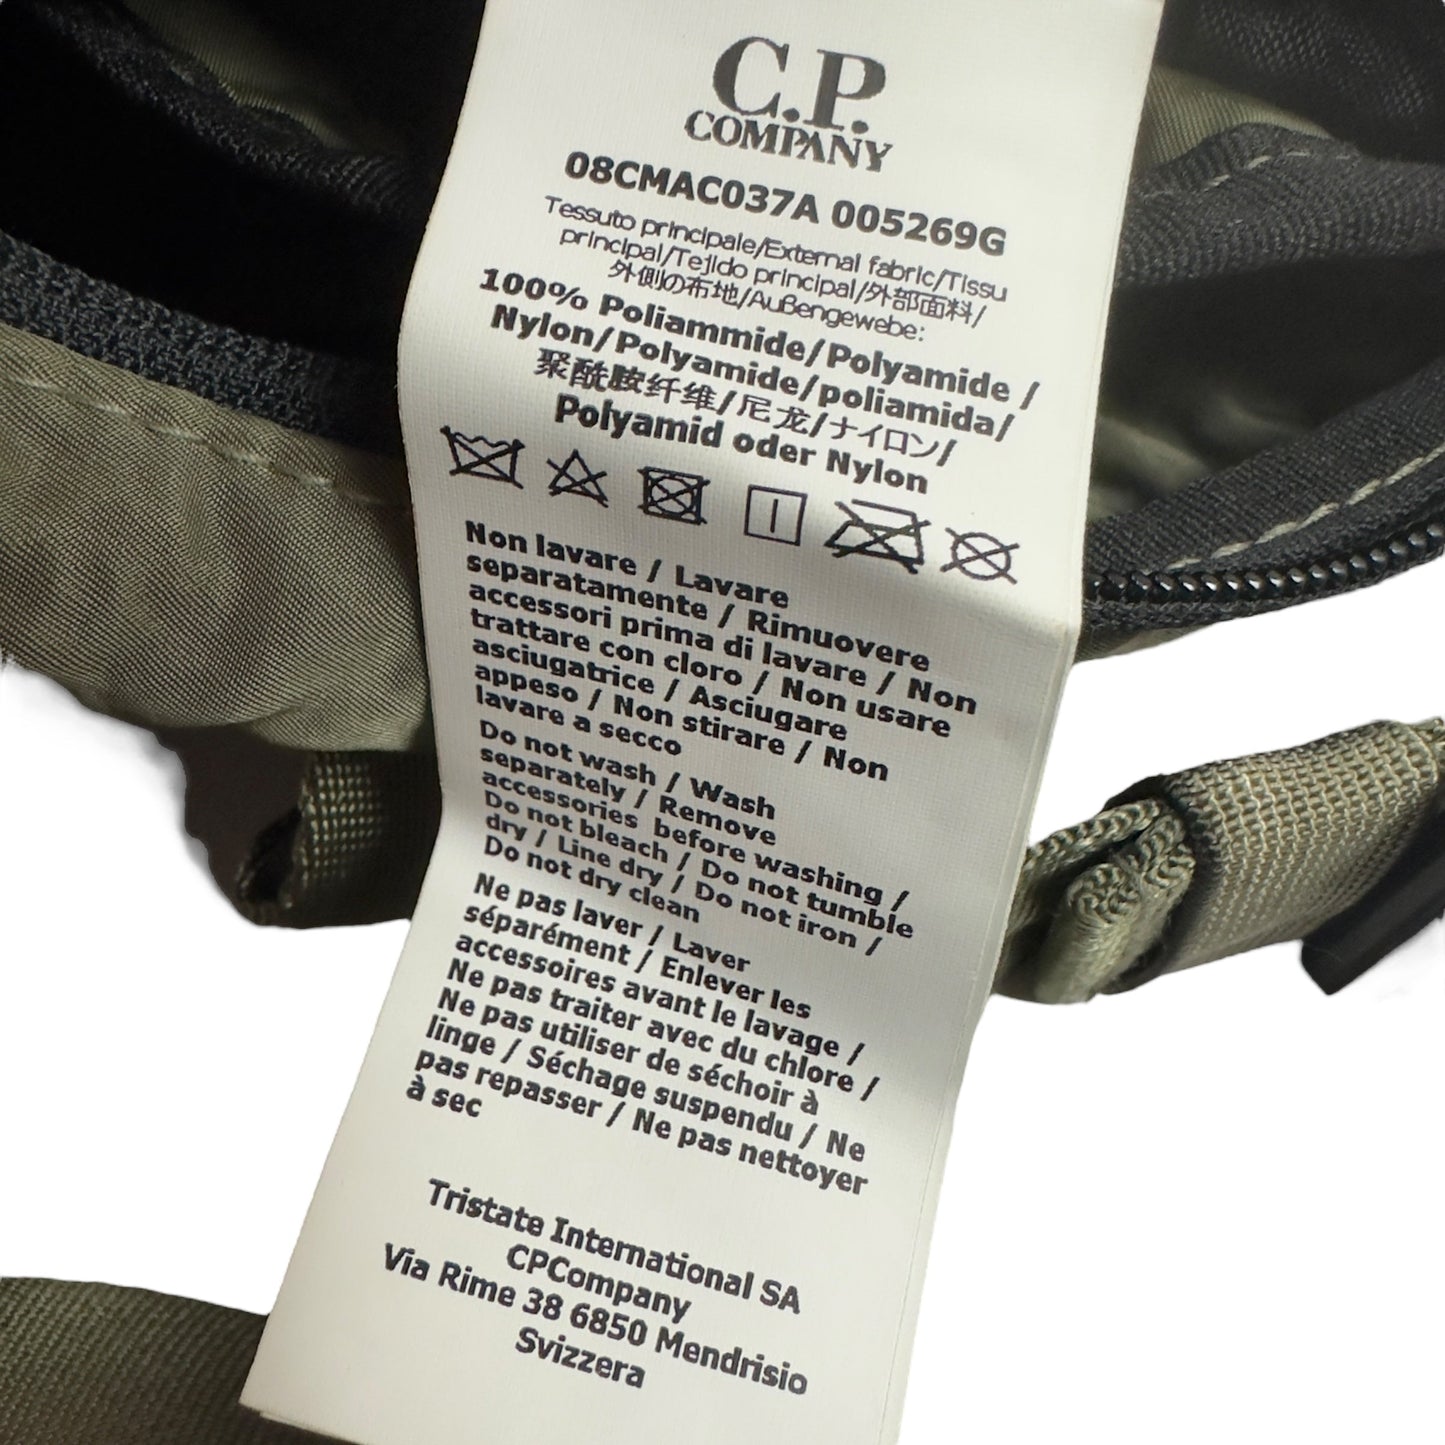 C.P.
COMPANY
08CMAC037A 005269G
Tessuto principale/External fabric/Tissu
principal/Tejido principal/外部面料/
外側の布地/Außengewebe:
100% Poliammide/Polyamide /
Nylon/Polyamide/poliamida/
聚酰胺纤维/尼龙/ナイロン/
Polyamid oder Nylon
Non lavare / Lavare
separatamente / Rimuovere
accessori prima di lavare / Non
trattare con cloro / Non usare
asciugatrice / Asciugare
appeso / Non stirare / Non
lavare a secco
Do not wash / Wash
separately / Remove
accessories before washing /
Do not bleach / Do not tumble
dry / Line dry / Do not iron /
Do not dry clean
Ne pas laver / Laver
séparément / Enlever les
accessoires avant le lavage /
Ne pas traiter avec du chlore /
Ne pas utiliser de séchoir à
linge / Séchage suspendu / Ne
pas repasser / Ne pas nettoyer
à sec
Tristate International SA
CPCompany
Via Rime 38 6850 Mendrisio
Svizzera